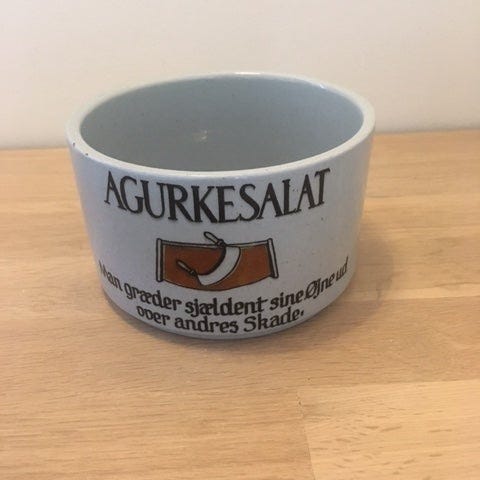 AGURKESALAT
Man græder sjældent sine Øjne ud
over andres Skade.